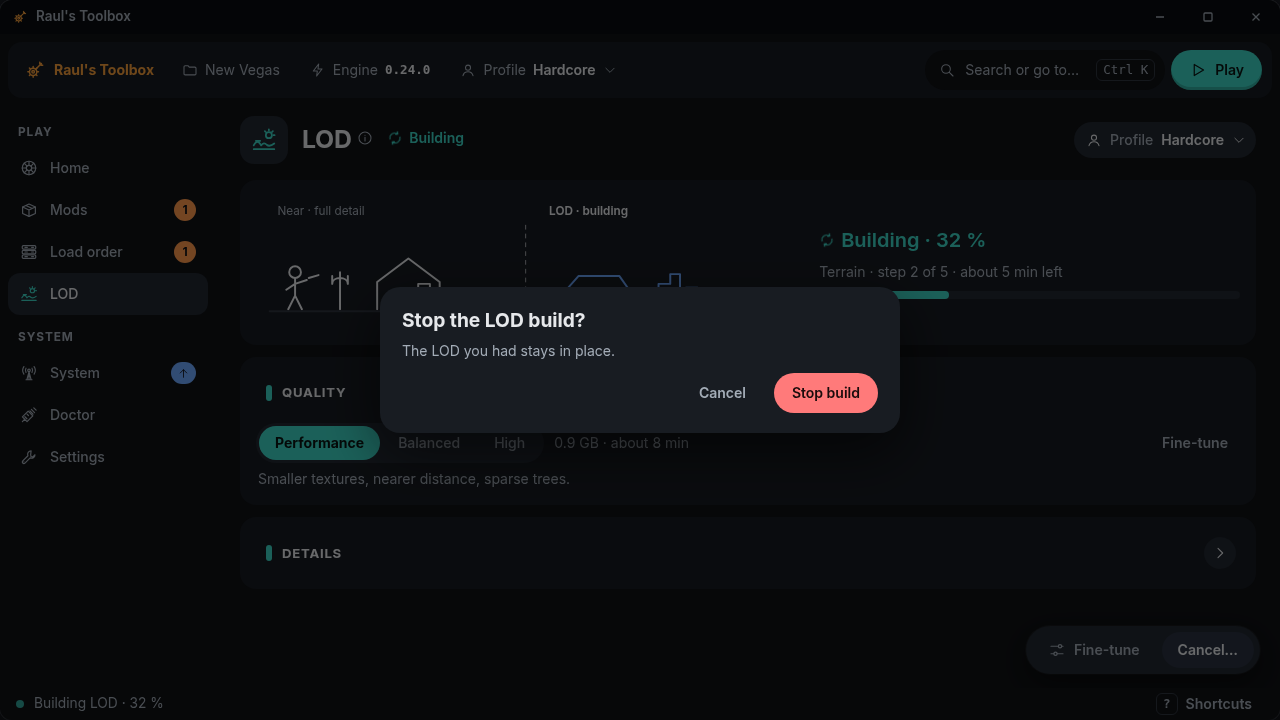 Raul's Toolbox
Raul's Toolbox
New Vegas
Engine 0.24.0
Profile Hardcore
Search or go to...
Ctrl K
Play
PLAY
Home
Mods 1
Load order 1
LOD
SYSTEM
System
Doctor
Settings
LOD
Building
Profile Hardcore
Near · full detail
LOD · building
Building · 32 %
Terrain · step 2 of 5 · about 5 min left
Stop the LOD build?
The LOD you had stays in place.
Cancel
Stop build
QUALITY
Performance
Balanced
High
0.9 GB · about 8 min
Fine-tune
Smaller textures, nearer distance, sparse trees.
DETAILS
Fine-tune
Cancel...
Building LOD · 32 %
? Shortcuts